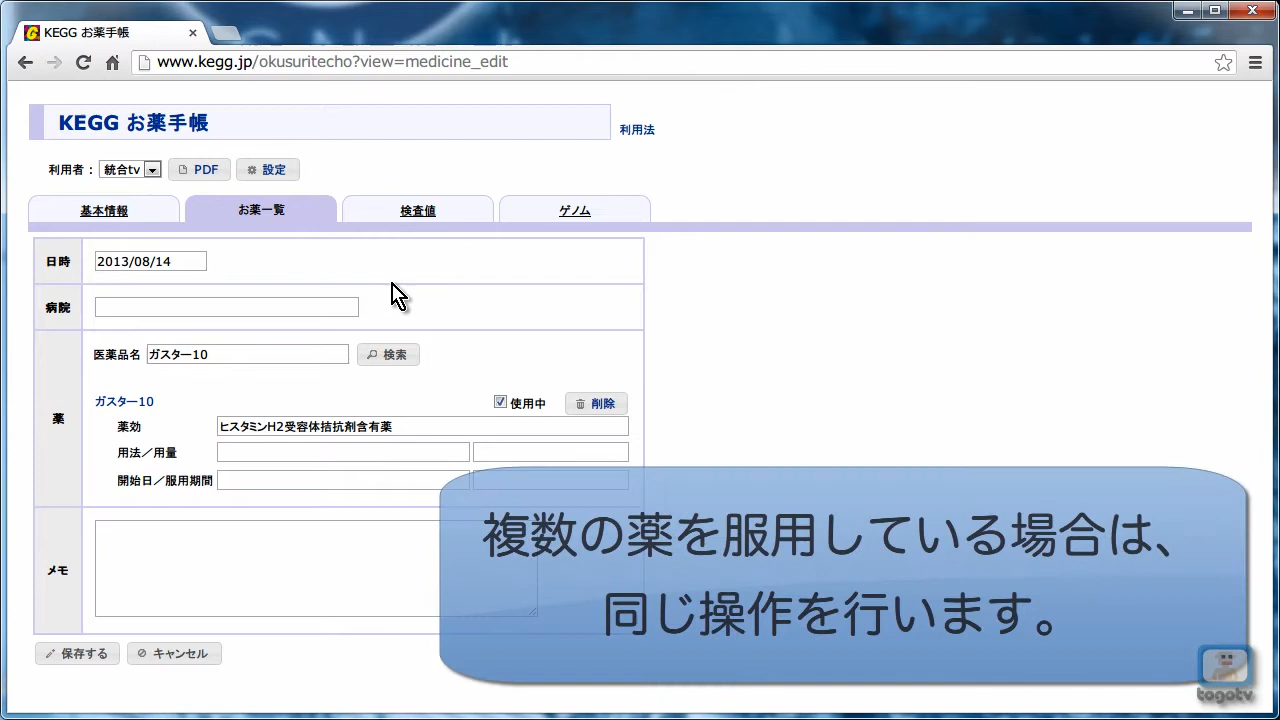 KEGG お薬手帳
www.kegg.jp/okusuritecho?view=medicine_edit
KEGG お薬手帳
利用法
利用者： 統合tv PDF 設定
基本情報 お薬一覧 検査値 ゲノム
日時 2013/08/14
病院
薬
医薬品名 ガスター10 検索
ガスター10 使用中 削除
薬効 ヒスタミンH2受容体拮抗剤含有薬
用法／用量
開始日／服用期間
メモ
複数の薬を服用している場合は、
同じ操作を行います。
保存する キャンセル
togotv